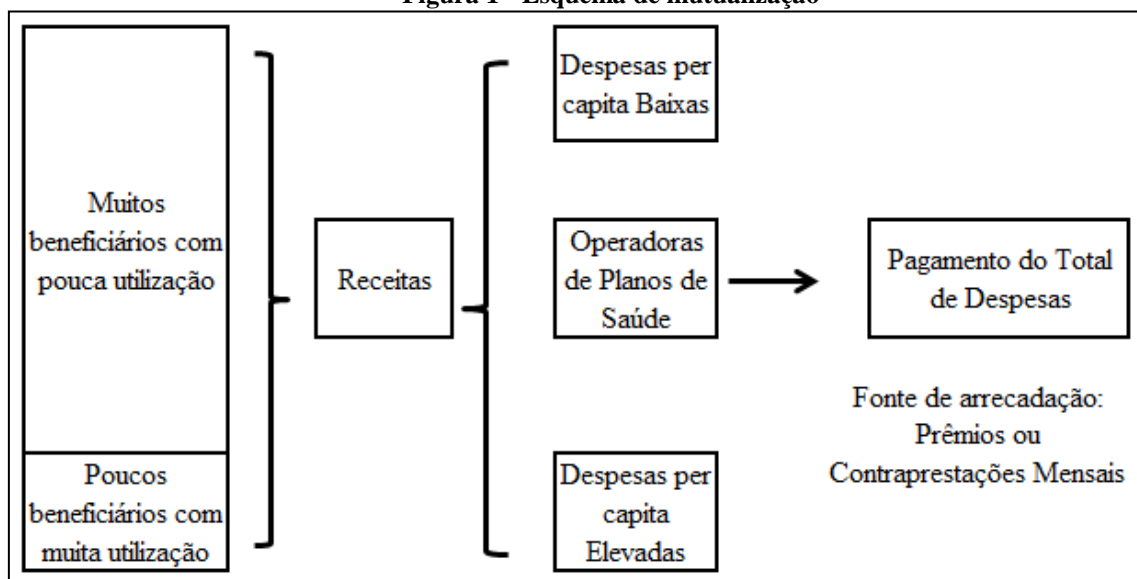 Figura 1 - Esquema de mutualização
Muitos
beneficiários com
pouca utilização
Poucos
beneficiários com
muita utilização
Receitas
Despesas per
capita Baixas
Operadoras
de Planos de
Saúde
Despesas per
capita
Elevadas
Pagamento do Total
de Despesas
Fonte de arrecadação:
Prêmios ou
Contraprestações Mensais